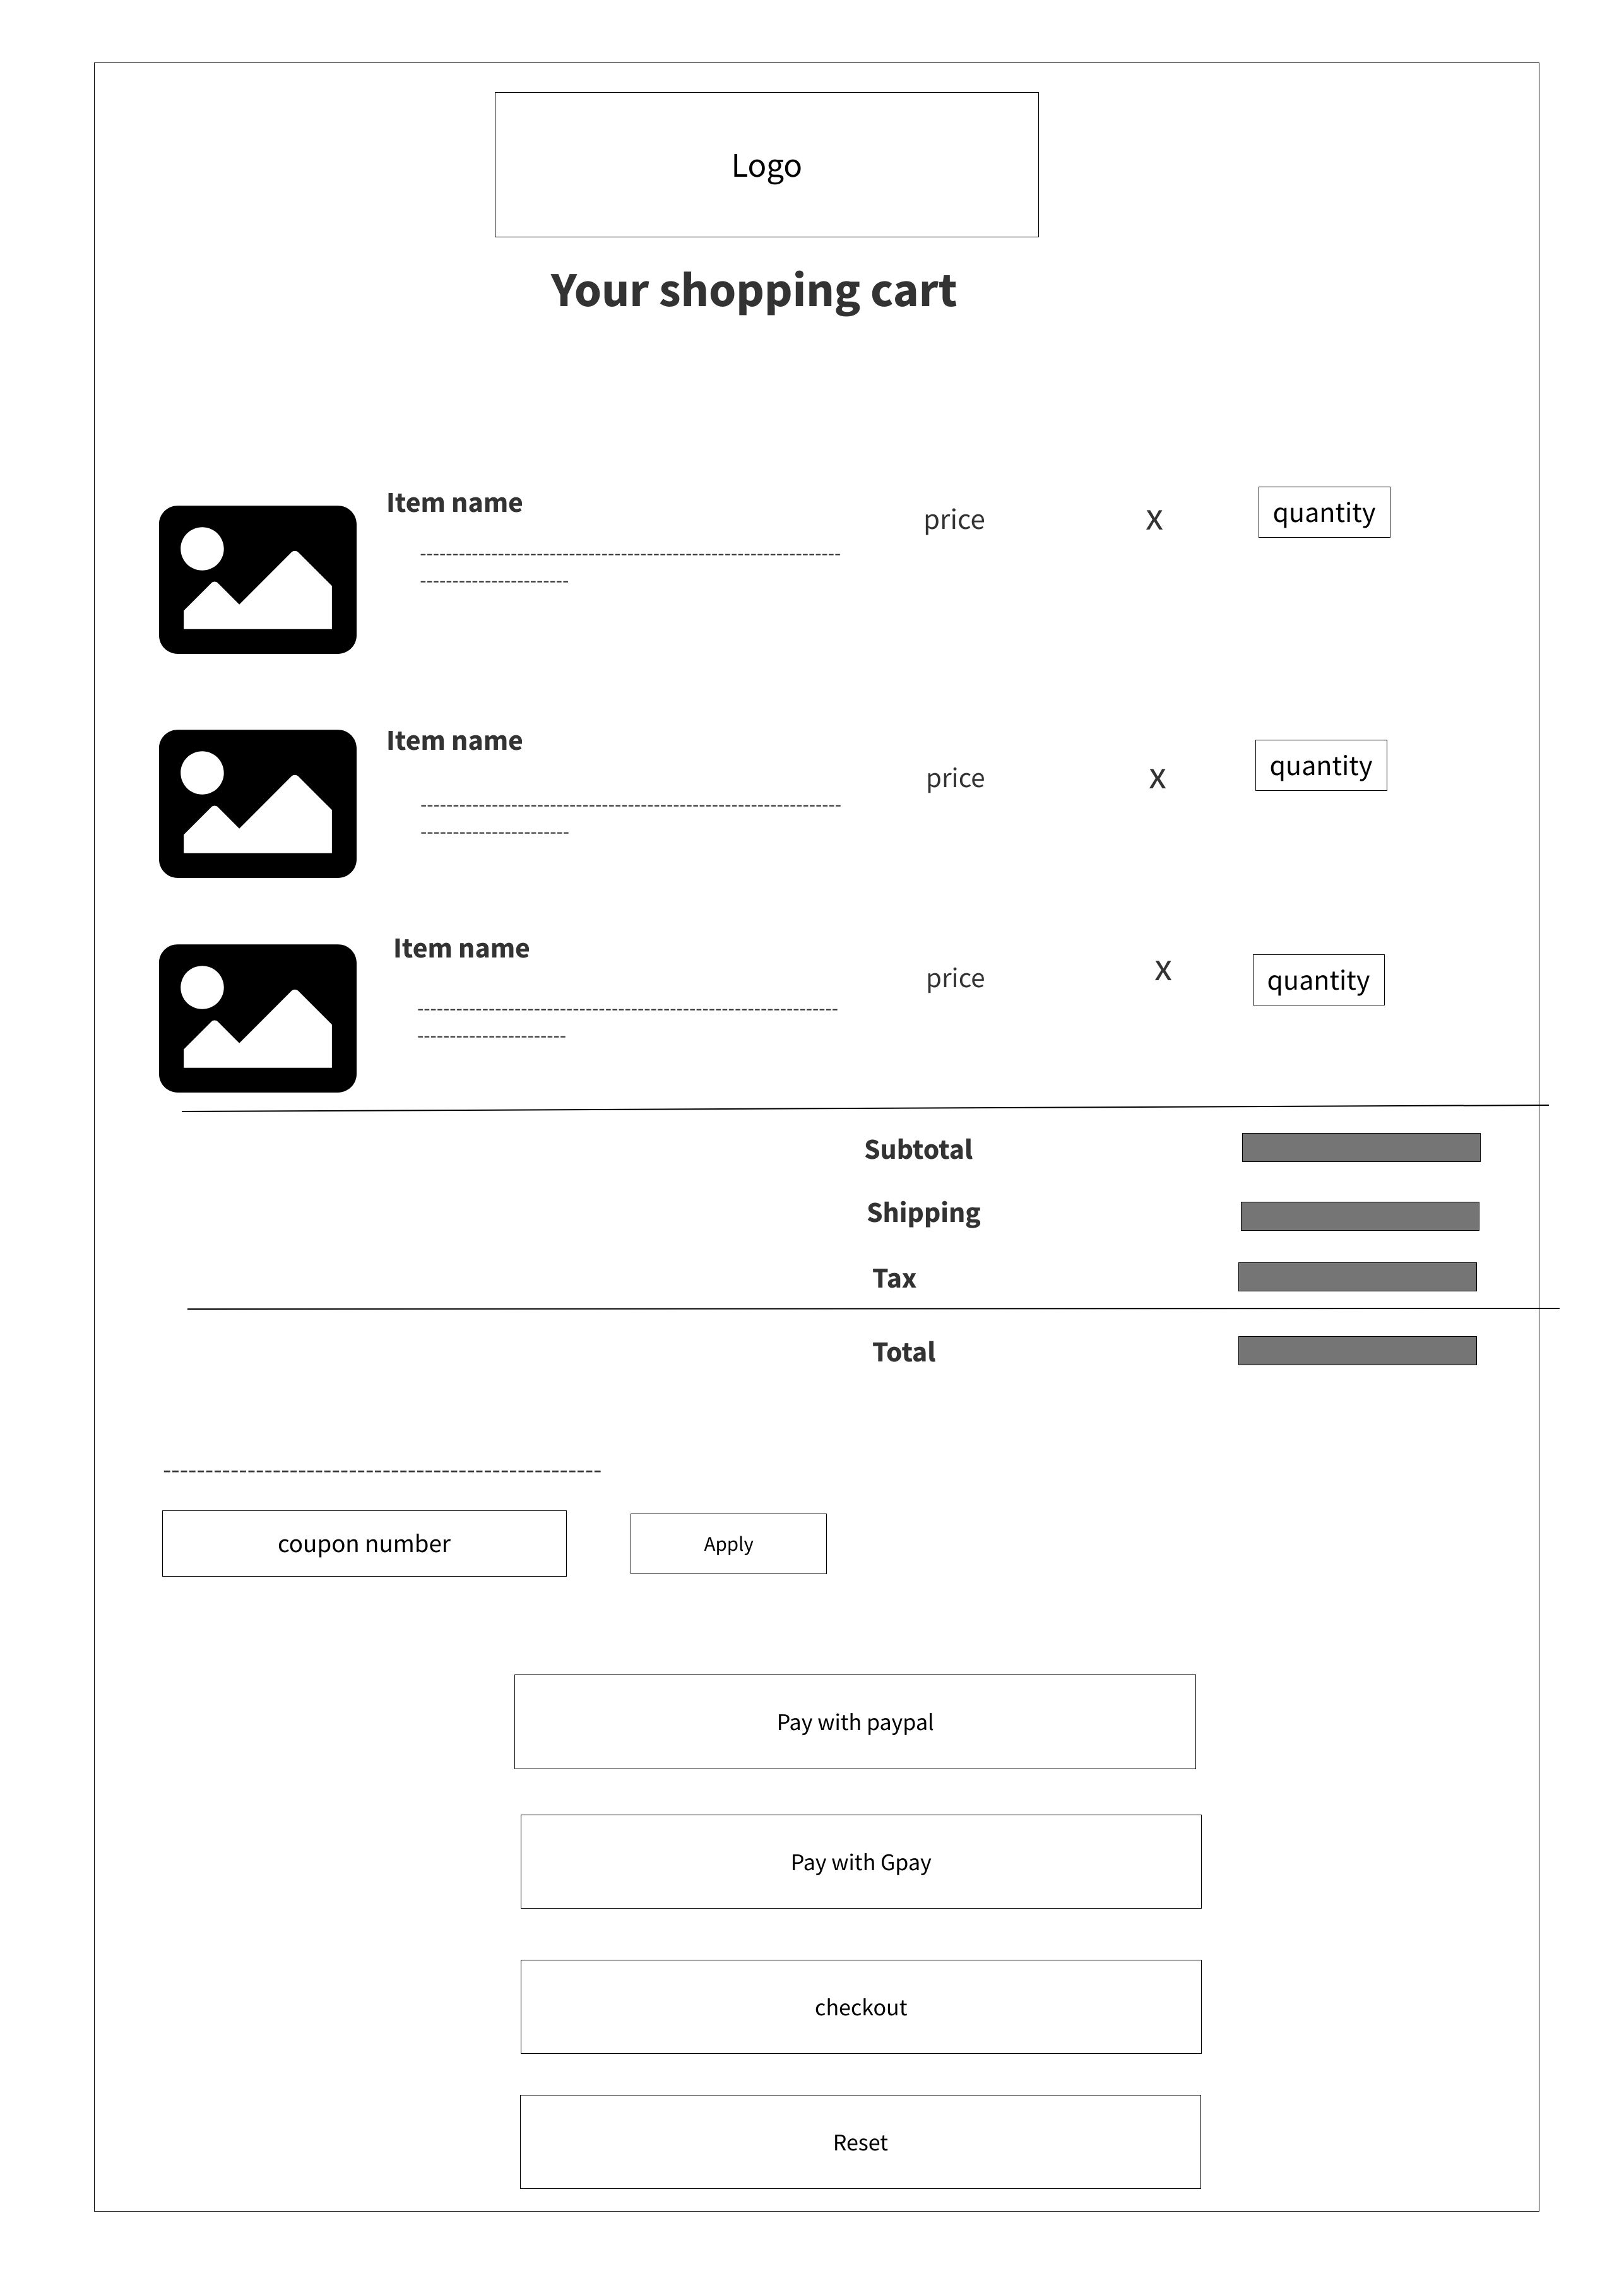 Logo
Your shopping cart
Item name
price
x
quantity
-----------------------------------------------------------------
-----------------------
Item name
price
x
quantity
-----------------------------------------------------------------
-----------------------
Item name
price
x
quantity
-----------------------------------------------------------------
-----------------------
Subtotal
Shipping
Tax
Total
----------------------------------------------------
coupon number
Apply
Pay with paypal
Pay with Gpay
checkout
Reset